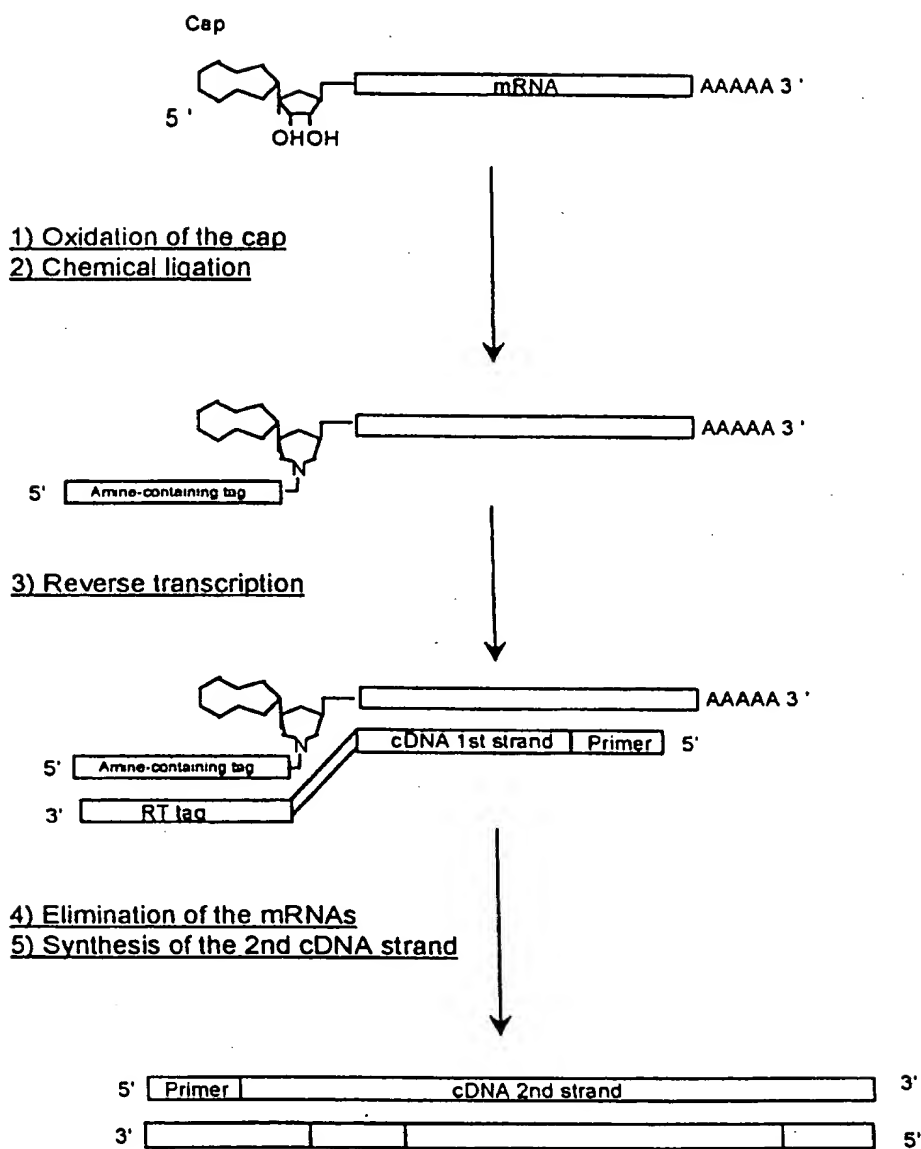 Cap
mRNA
AAAAA 3 '
5 '
OHOH
1) Oxidation of the cap
2) Chemical ligation
AAAAA 3 '
N
5' Amine-containing tag
3) Reverse transcription
AAAAA 3 '
N
cDNA 1st strand Primer 5'
5' Amine-containing tag
3' RT tag
4) Elimination of the mRNAs
5) Synthesis of the 2nd cDNA strand
5' Primer cDNA 2nd strand 3'
3' 5'